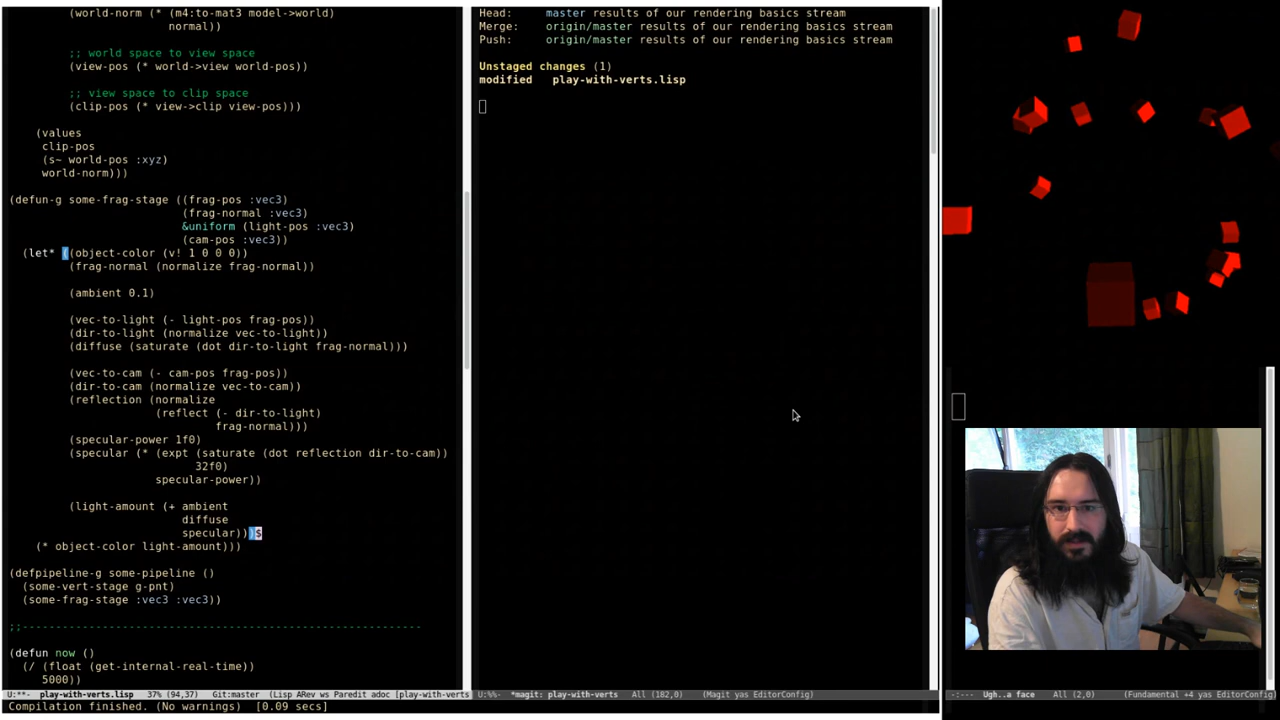 (world-norm (* (m4:to-mat3 model->world)
normal))
;; world space to view space
(view-pos (* world->view world-pos))
;; view space to clip space
(clip-pos (* view->clip view-pos)))
(values
clip-pos
(s~ world-pos :xyz)
world-norm)))
(defun-g some-frag-stage ((frag-pos :vec3)
(frag-normal :vec3)
&uniform (light-pos :vec3)
(cam-pos :vec3))
(let* ((object-color (v! 1 0 0 0))
(frag-normal (normalize frag-normal))
(ambient 0.1)
(vec-to-light (- light-pos frag-pos))
(dir-to-light (normalize vec-to-light))
(diffuse (saturate (dot dir-to-light frag-normal)))
(vec-to-cam (- cam-pos frag-pos))
(dir-to-cam (normalize vec-to-cam))
(reflection (normalize
(reflect (- dir-to-light)
frag-normal)))
(specular-power 1f0)
(specular (* (expt (saturate (dot reflection dir-to-cam))
32f0)
specular-power))
(light-amount (+ ambient
diffuse
specular)))$
(* object-color light-amount)))
(defpipeline-g some-pipeline ()
(some-vert-stage g-pnt)
(some-frag-stage :vec3 :vec3))
;;------------------------------------------------------------
(defun now ()
(/ (float (get-internal-real-time))
5000))
U:**- play-with-verts.lisp 37% (94,37) Git:master (Lisp ARev ws Paredit adoc [play-with-verts
Compilation finished. (No warnings) [0.09 secs]
Head: master results of our rendering basics stream
Merge: origin/master results of our rendering basics stream
Push: origin/master results of our rendering basics stream
Unstaged changes (1)
modified play-with-verts.lisp
U:%%- *magit: play-with-verts All (182,0) (Magit yas EditorConfig)
-:--- Ugh..a face All (2,0) (Fundamental +4 yas EditorConfig)